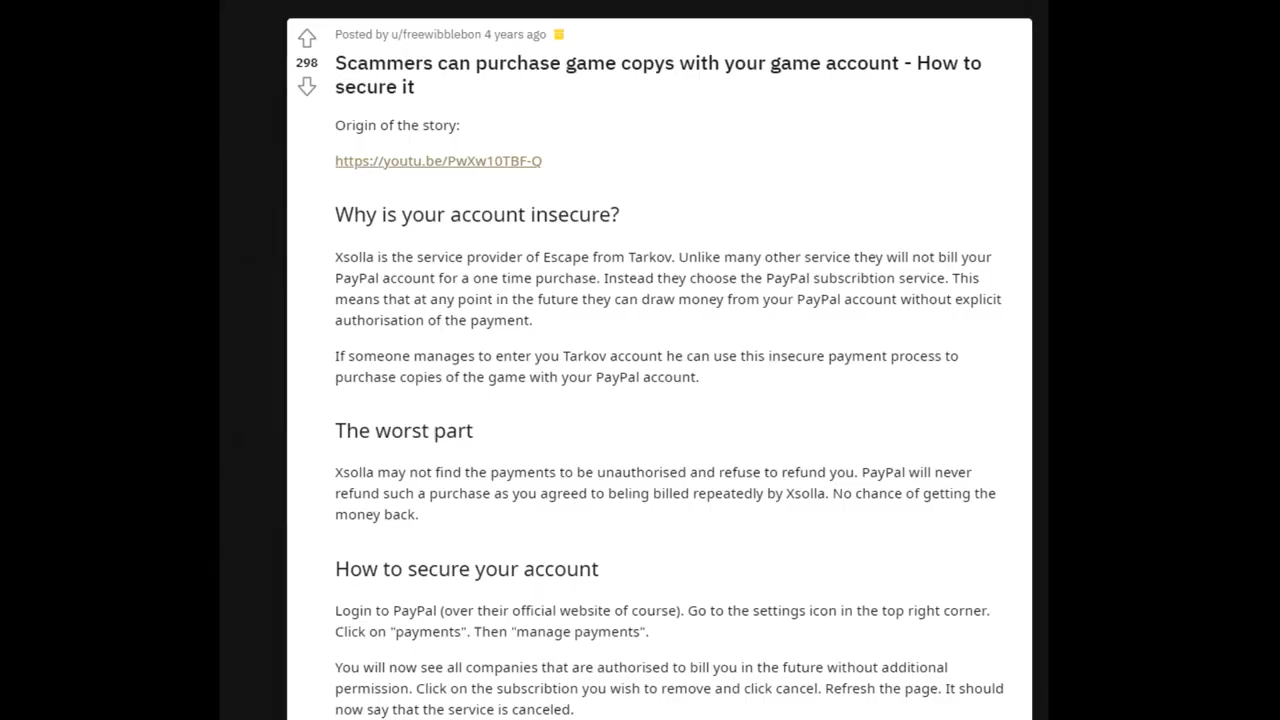 Posted by u/freewibblebon 4 years ago
298
Scammers can purchase game copys with your game account - How to
secure it
Origin of the story:
https://youtu.be/PwXw10TBF-Q
Why is your account insecure?
Xsolla is the service provider of Escape from Tarkov. Unlike many other service they will not bill your
PayPal account for a one time purchase. Instead they choose the PayPal subscribtion service. This
means that at any point in the future they can draw money from your PayPal account without explicit
authorisation of the payment.
If someone manages to enter you Tarkov account he can use this insecure payment process to
purchase copies of the game with your PayPal account.
The worst part
Xsolla may not find the payments to be unauthorised and refuse to refund you. PayPal will never
refund such a purchase as you agreed to beling billed repeatedly by Xsolla. No chance of getting the
money back.
How to secure your account
Login to PayPal (over their official website of course). Go to the settings icon in the top right corner.
Click on "payments". Then "manage payments".
You will now see all companies that are authorised to bill you in the future without additional
permission. Click on the subscribtion you wish to remove and click cancel. Refresh the page. It should
now say that the service is canceled.